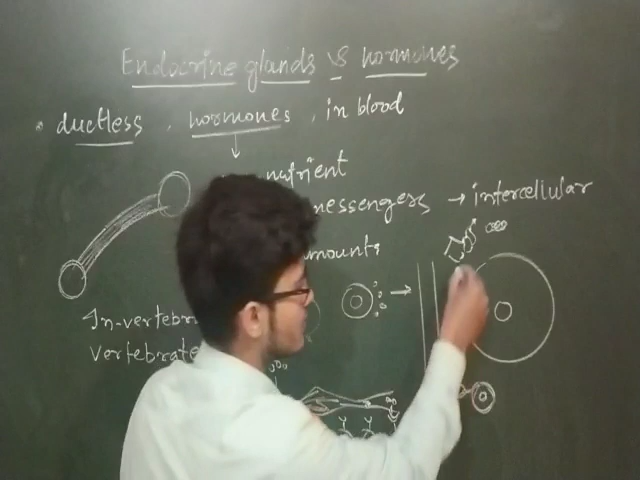 Endocrine glands vs hormones
ductless, hormones, in blood
nutrient
messengers → intercellular
In-vertebr
vertebrate